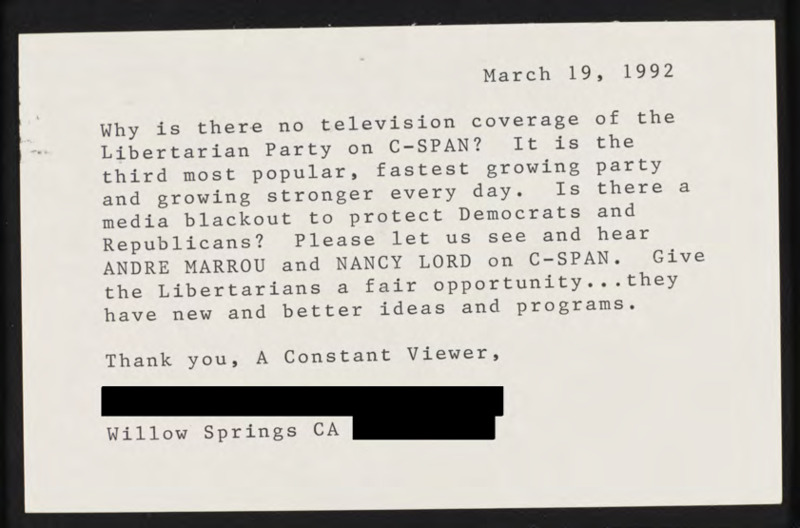 March 19, 1992
Why is there no television coverage of the
Libertarian Party on C-SPAN? It is the
third most popular, fastest growing party
and growing stronger every day. Is there a
media blackout to protect Democrats and
Republicans? Please let us see and hear
ANDRE MARROU and NANCY LORD on C-SPAN. Give
the Libertarians a fair opportunity...they
have new and better ideas and programs.
Thank you, A Constant Viewer,
Willow Springs CA